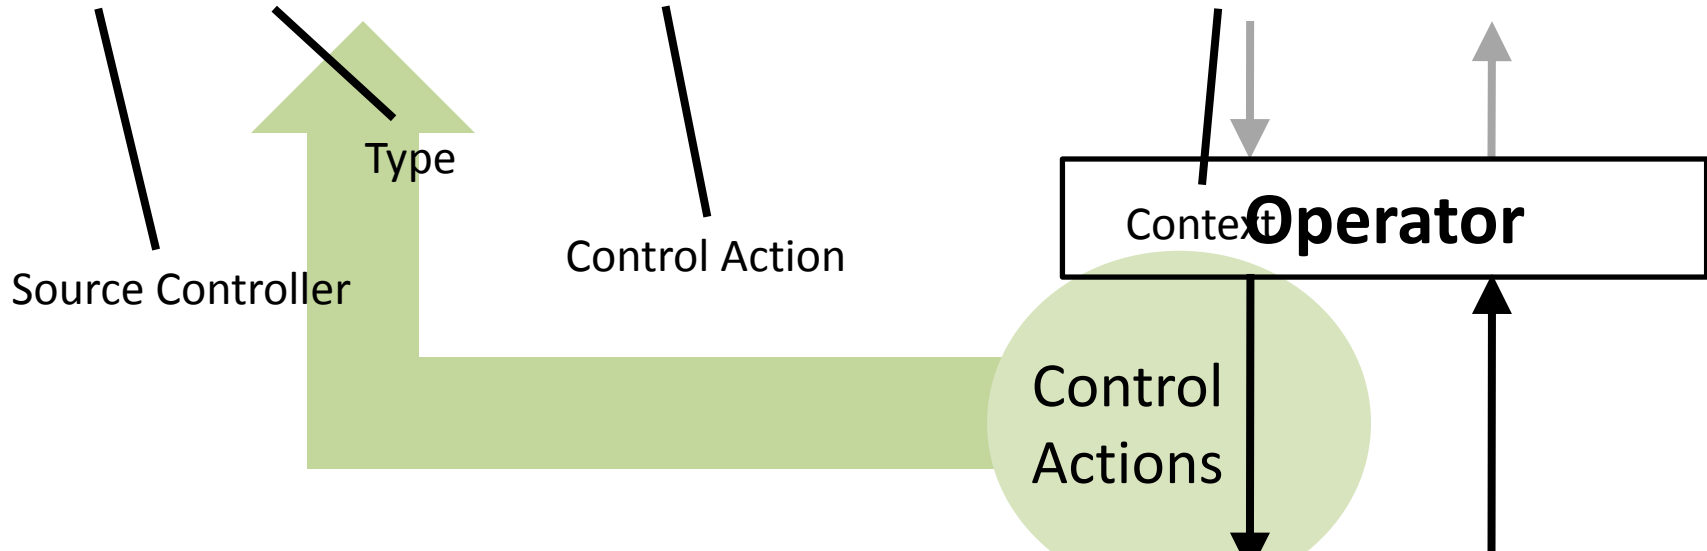 Type
Context
Operator
Control Action
Source Controller
Control
Actions